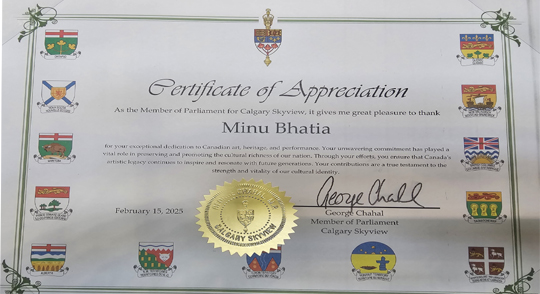 Certificate of Appreciation
As the Member of Parliament for Calgary Skyview, it gives me great pleasure to thank
Minu Bhatia
for your exceptional dedication to Canadian art, heritage, and performance. Your unwavering commitment has played a
vital role in preserving and promoting the cultural richness of our nation. Through your efforts, you ensure that Canada's
artistic legacy continues to inspire and resonate with future generations. Your contributions are a true testament to the
strength and vitality of our cultural identity.
February 15, 2025
George Chahal
George Chahal
Member of Parliament
Calgary Skyview
CALGARY SKYVIEW